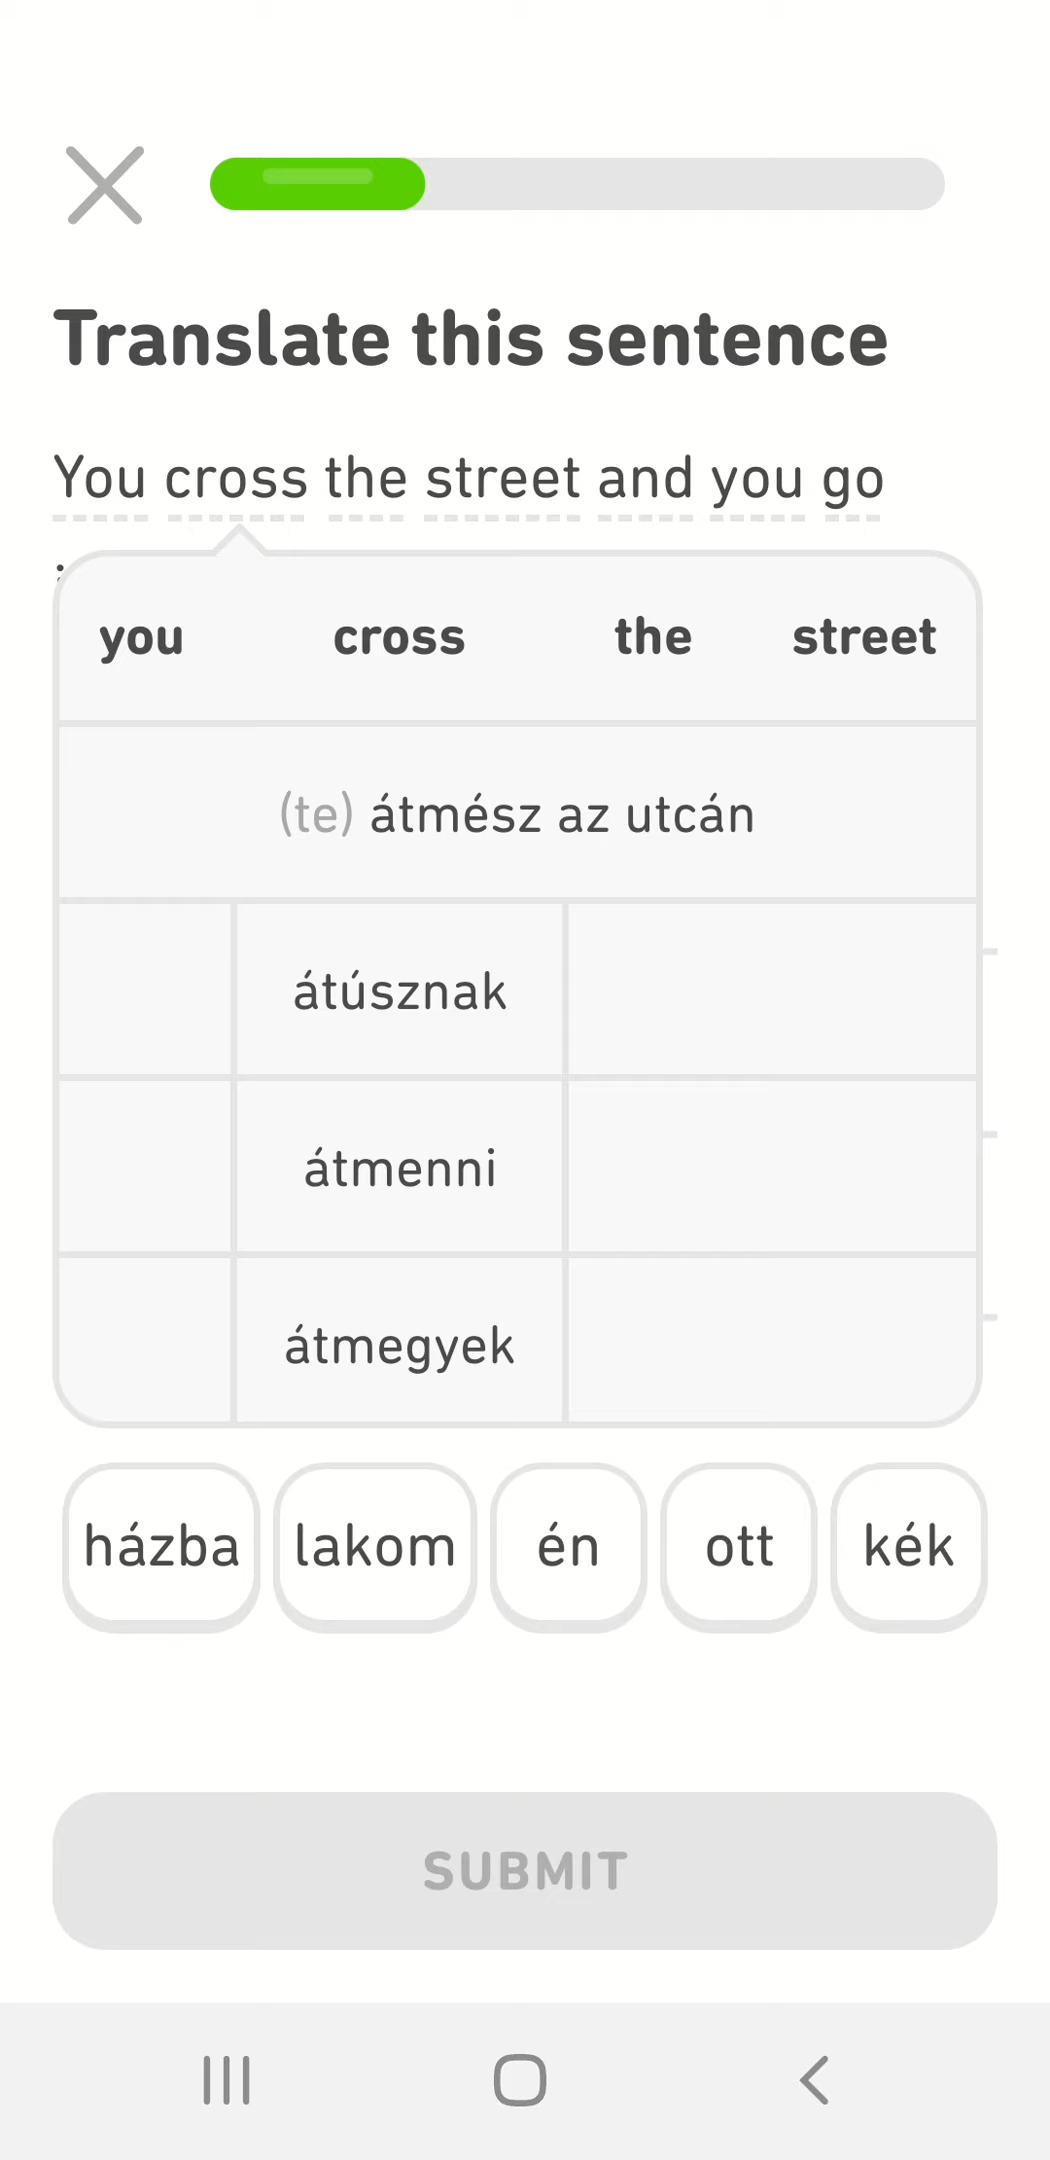 Translate this sentence
You cross the street and you go
you cross the street
(te) átmész az utcán
átúsznak
átmenni
átmegyek
házba lakom én ott kék
SUBMIT